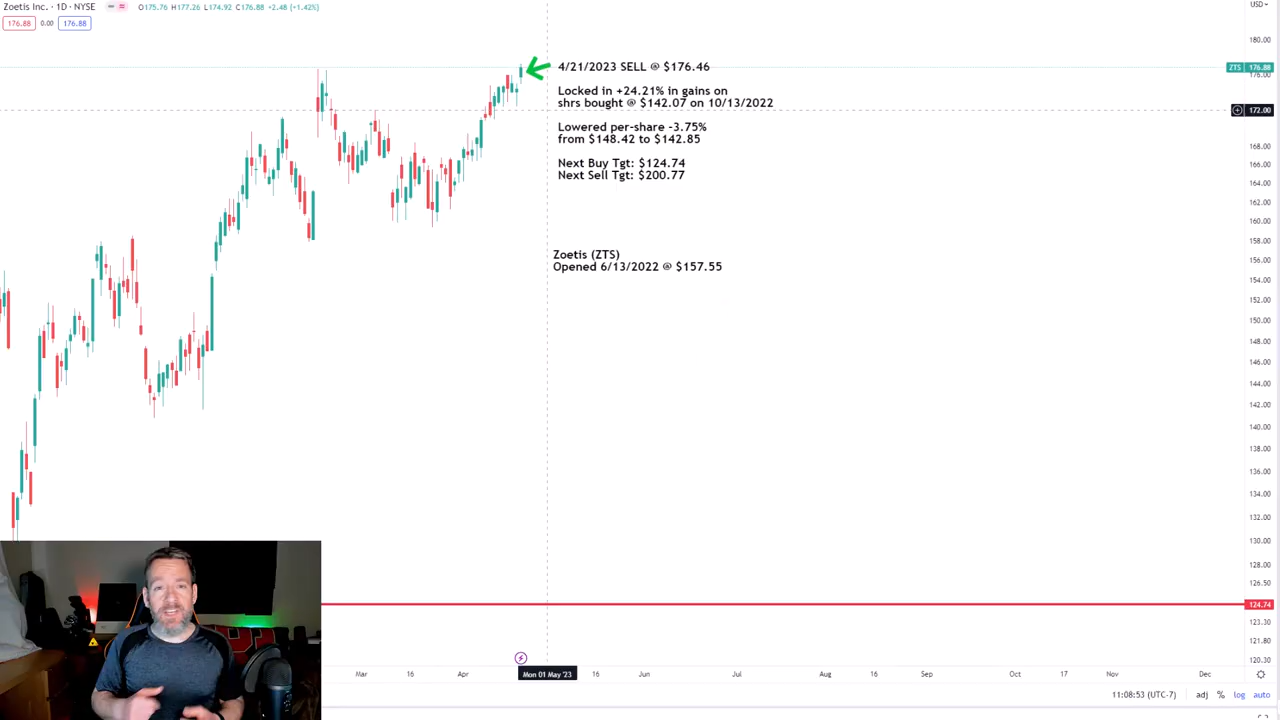 Zoetis Inc. · 1D · NYSE
O175.76 H177.26 L174.92 C176.88 +2.48 (+1.42%)
USD
176.88 0.00 176.88
180.00
4/21/2023 SELL @ $176.46
ZTS 176.88
176.00
Locked in +24.21% in gains on
shrs bought @ $142.07 on 10/13/2022
172.00
Lowered per-share -3.75%
from $148.42 to $142.85
168.00
Next Buy Tgt: $124.74
166.00
Next Sell Tgt: $200.77
164.00
162.00
160.00
158.00
Zoetis (ZTS)
156.00
Opened 6/13/2022 @ $157.55
154.00
152.00
150.00
148.00
146.00
144.00
142.00
140.00
138.00
136.00
134.00
132.00
130.00
128.00
126.50
124.74
123.30
121.80
120.30
Mar 16 Apr Mon 01 May '23 16 Jun Jul Aug 16 Sep Oct 17 Nov Dec
11:08:53 (UTC-7) adj % log auto